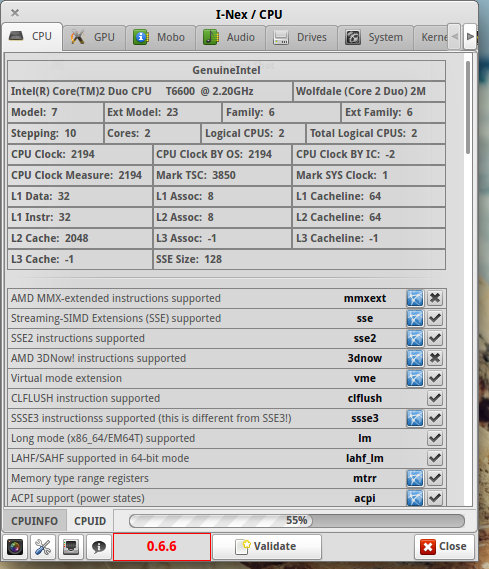 I-Nex / CPU
CPU GPU Mobo Audio Drives System Kerne
GenuineIntel
Intel(R) Core(TM)2 Duo CPU T6600 @ 2.20GHz Wolfdale (Core 2 Duo) 2M
Model: 7 Ext Model: 23 Family: 6 Ext Family: 6
Stepping: 10 Cores: 2 Logical CPUS: 2 Total Logical CPUS: 2
CPU Clock: 2194 CPU Clock BY OS: 2194 CPU Clock BY IC: -2
CPU Clock Measure: 2194 Mark TSC: 3850 Mark SYS Clock: 1
L1 Data: 32 L1 Assoc: 8 L1 Cacheline: 64
L1 Instr: 32 L2 Assoc: 8 L2 Cacheline: 64
L2 Cache: 2048 L3 Assoc: -1 L3 Cacheline: -1
L3 Cache: -1 SSE Size: 128
AMD MMX-extended instructions supported mmxext
Streaming-SIMD Extensions (SSE) supported sse
SSE2 instructions supported sse2
AMD 3DNow! instructions supported 3dnow
Virtual mode extension vme
CLFLUSH instruction supported clflush
SSSE3 instructionss supported (this is different from SSE3!) ssse3
Long mode (x86_64/EM64T) supported lm
LAHF/SAHF supported in 64-bit mode lahf_lm
Memory type range registers mtrr
ACPI support (power states) acpi
CPUINFO CPUID 55%
0.6.6 Validate Close